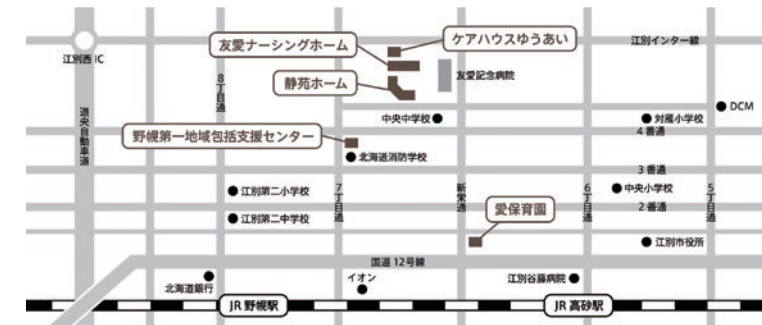 ケアハウスゆうあい
友愛ナーシングホーム
江別インター線
江別西IC
友愛記念病院
静苑ホーム
8丁目通
DCM
道央自動車道
中央中学校
対雁小学校
4番通
野幌第一地域包括支援センター
北海道消防学校
3番通
江別第二小学校
7丁目通
新栄通
6丁目通
中央小学校
5丁目通
2番通
愛保育園
江別第二中学校
江別市役所
国道12号線
北海道銀行
イオン
江別谷藤病院
JR 野幌駅
JR 高砂駅